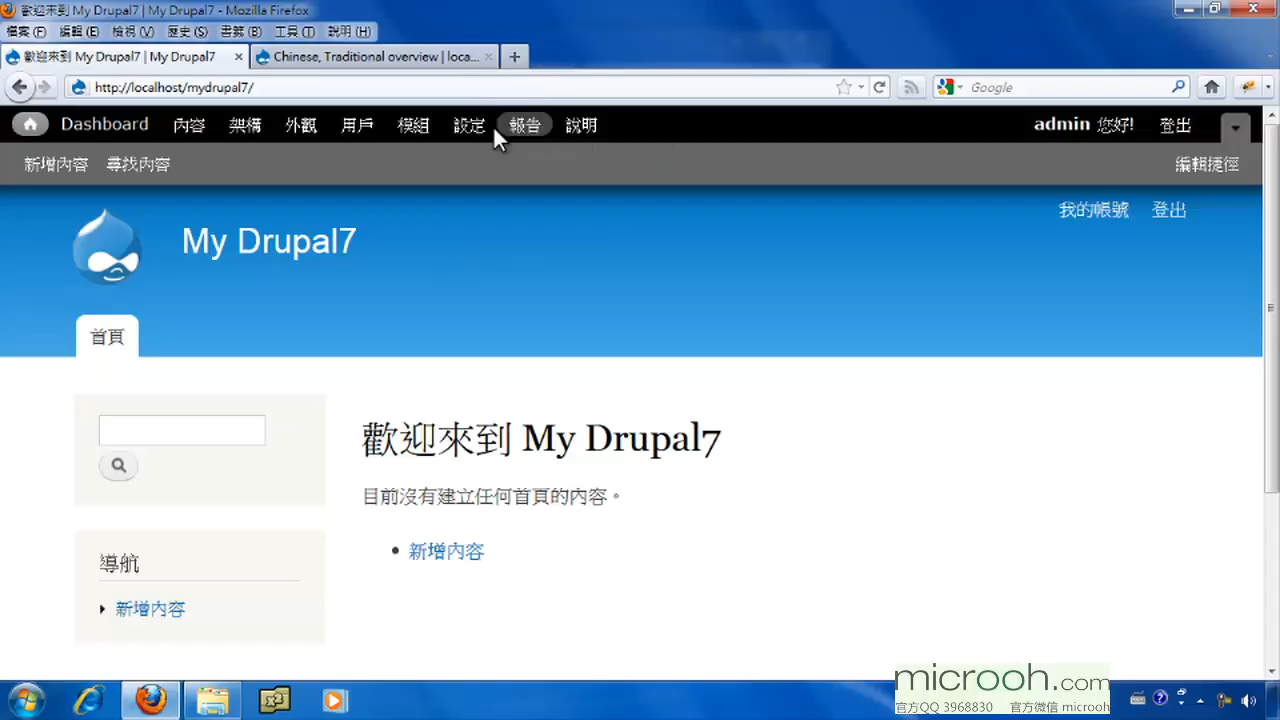 歡迎來到 My Drupal7 | My Drupal7 - Mozilla Firefox
檔案 (F) 編輯 (E) 檢視 (V) 歷史 (S) 書籤 (B) 工具 (T) 說明 (H)
歡迎來到 My Drupal7 | My Drupal7 Chinese, Traditional overview | loca...
http://localhost/mydrupal7/ Google
Dashboard 內容 架構 外觀 用戶 模組 設定 報告 說明 admin 您好! 登出
新增內容 尋找內容 編輯捷徑
我的帳號 登出
My Drupal7
首頁
歡迎來到 My Drupal7
目前沒有建立任何首頁的內容。
新增內容
導航
新增內容
microoh.com
官方QQ 3968830 官方微信 microoh